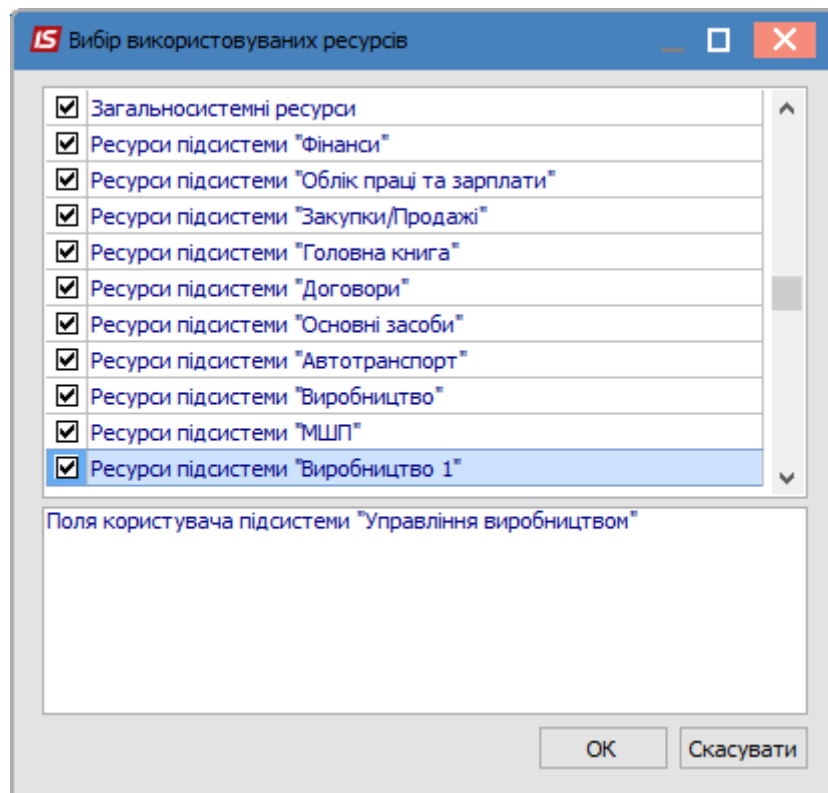 IS Вибір використовуваних ресурсів
Загальносистемні ресурси
Ресурси підсистеми "Фінанси"
Ресурси підсистеми "Облік праці та зарплати"
Ресурси підсистеми "Закупки/Продажі"
Ресурси підсистеми "Головна книга"
Ресурси підсистеми "Договори"
Ресурси підсистеми "Основні засоби"
Ресурси підсистеми "Автотранспорт"
Ресурси підсистеми "Виробництво"
Ресурси підсистеми "МШП"
Ресурси підсистеми "Виробництво 1"
Поля користувача підсистеми "Управління виробництвом"
ОК Скасувати